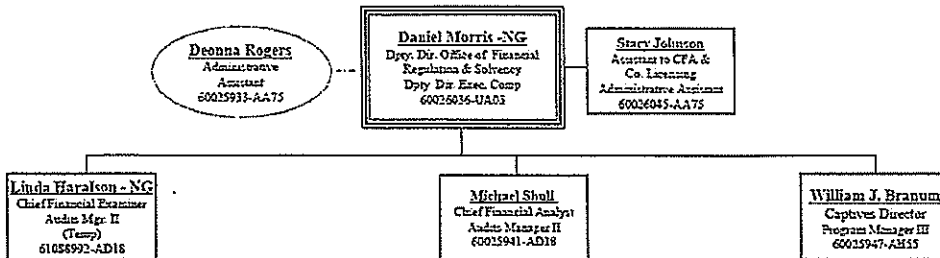 Deonna Rogers
Administrative
Assistant
60025933-AA75
Daniel Morris -NG
Dpty. Dir. Office of Financial
Regulation & Solvency
Dpty Dir. Exec. Comp
60026036-UA03
Stacy Johnson
Assistant to CFA &
Co. Licensing
Administrative Assistant
60026045-AA75
Linda Haralson - NG
Chief Financial Examiner
Audits Mgr. II
(Temp)
61058992-AD18
Michael Shull
Chief Financial Analyst
Audits Manager II
60025941-AD18
William J. Branum
Captives Director
Program Manager III
60025947-AH55